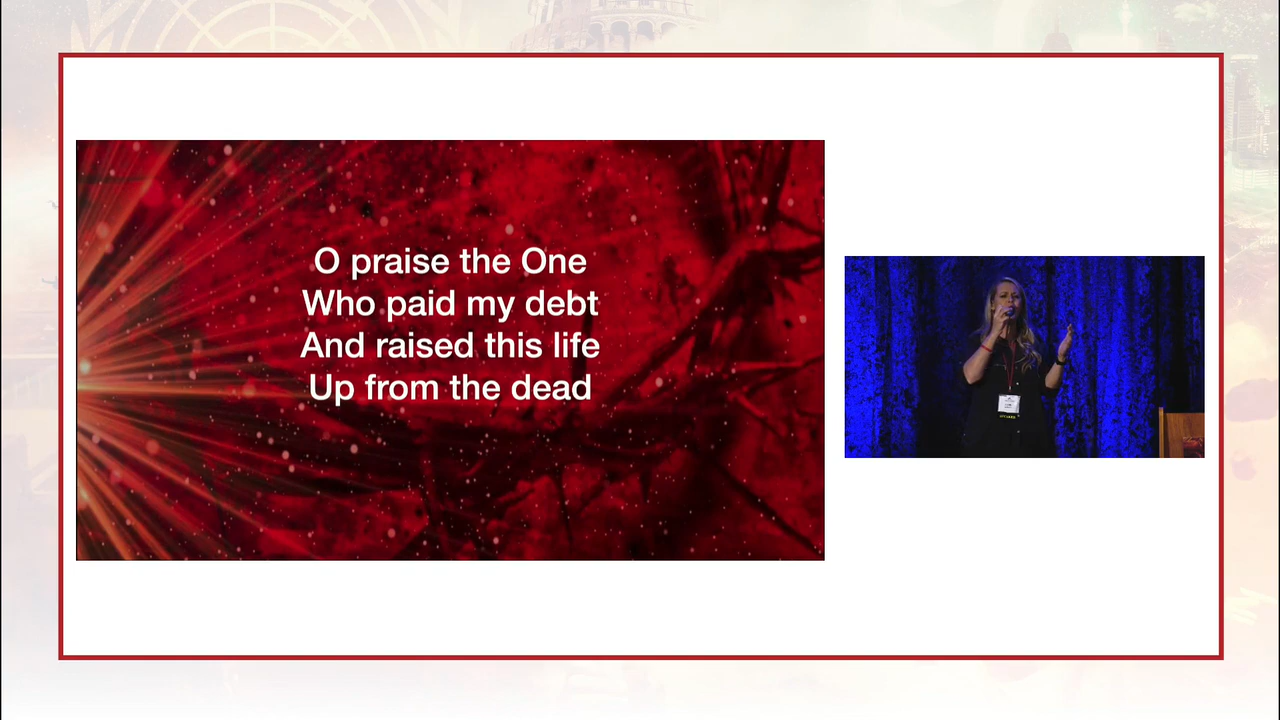 O praise the One
Who paid my debt
And raised this life
Up from the dead